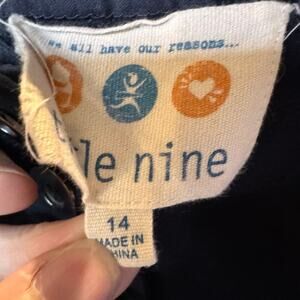 we all have our reasons...
le nine
14
MADE IN
CHINA